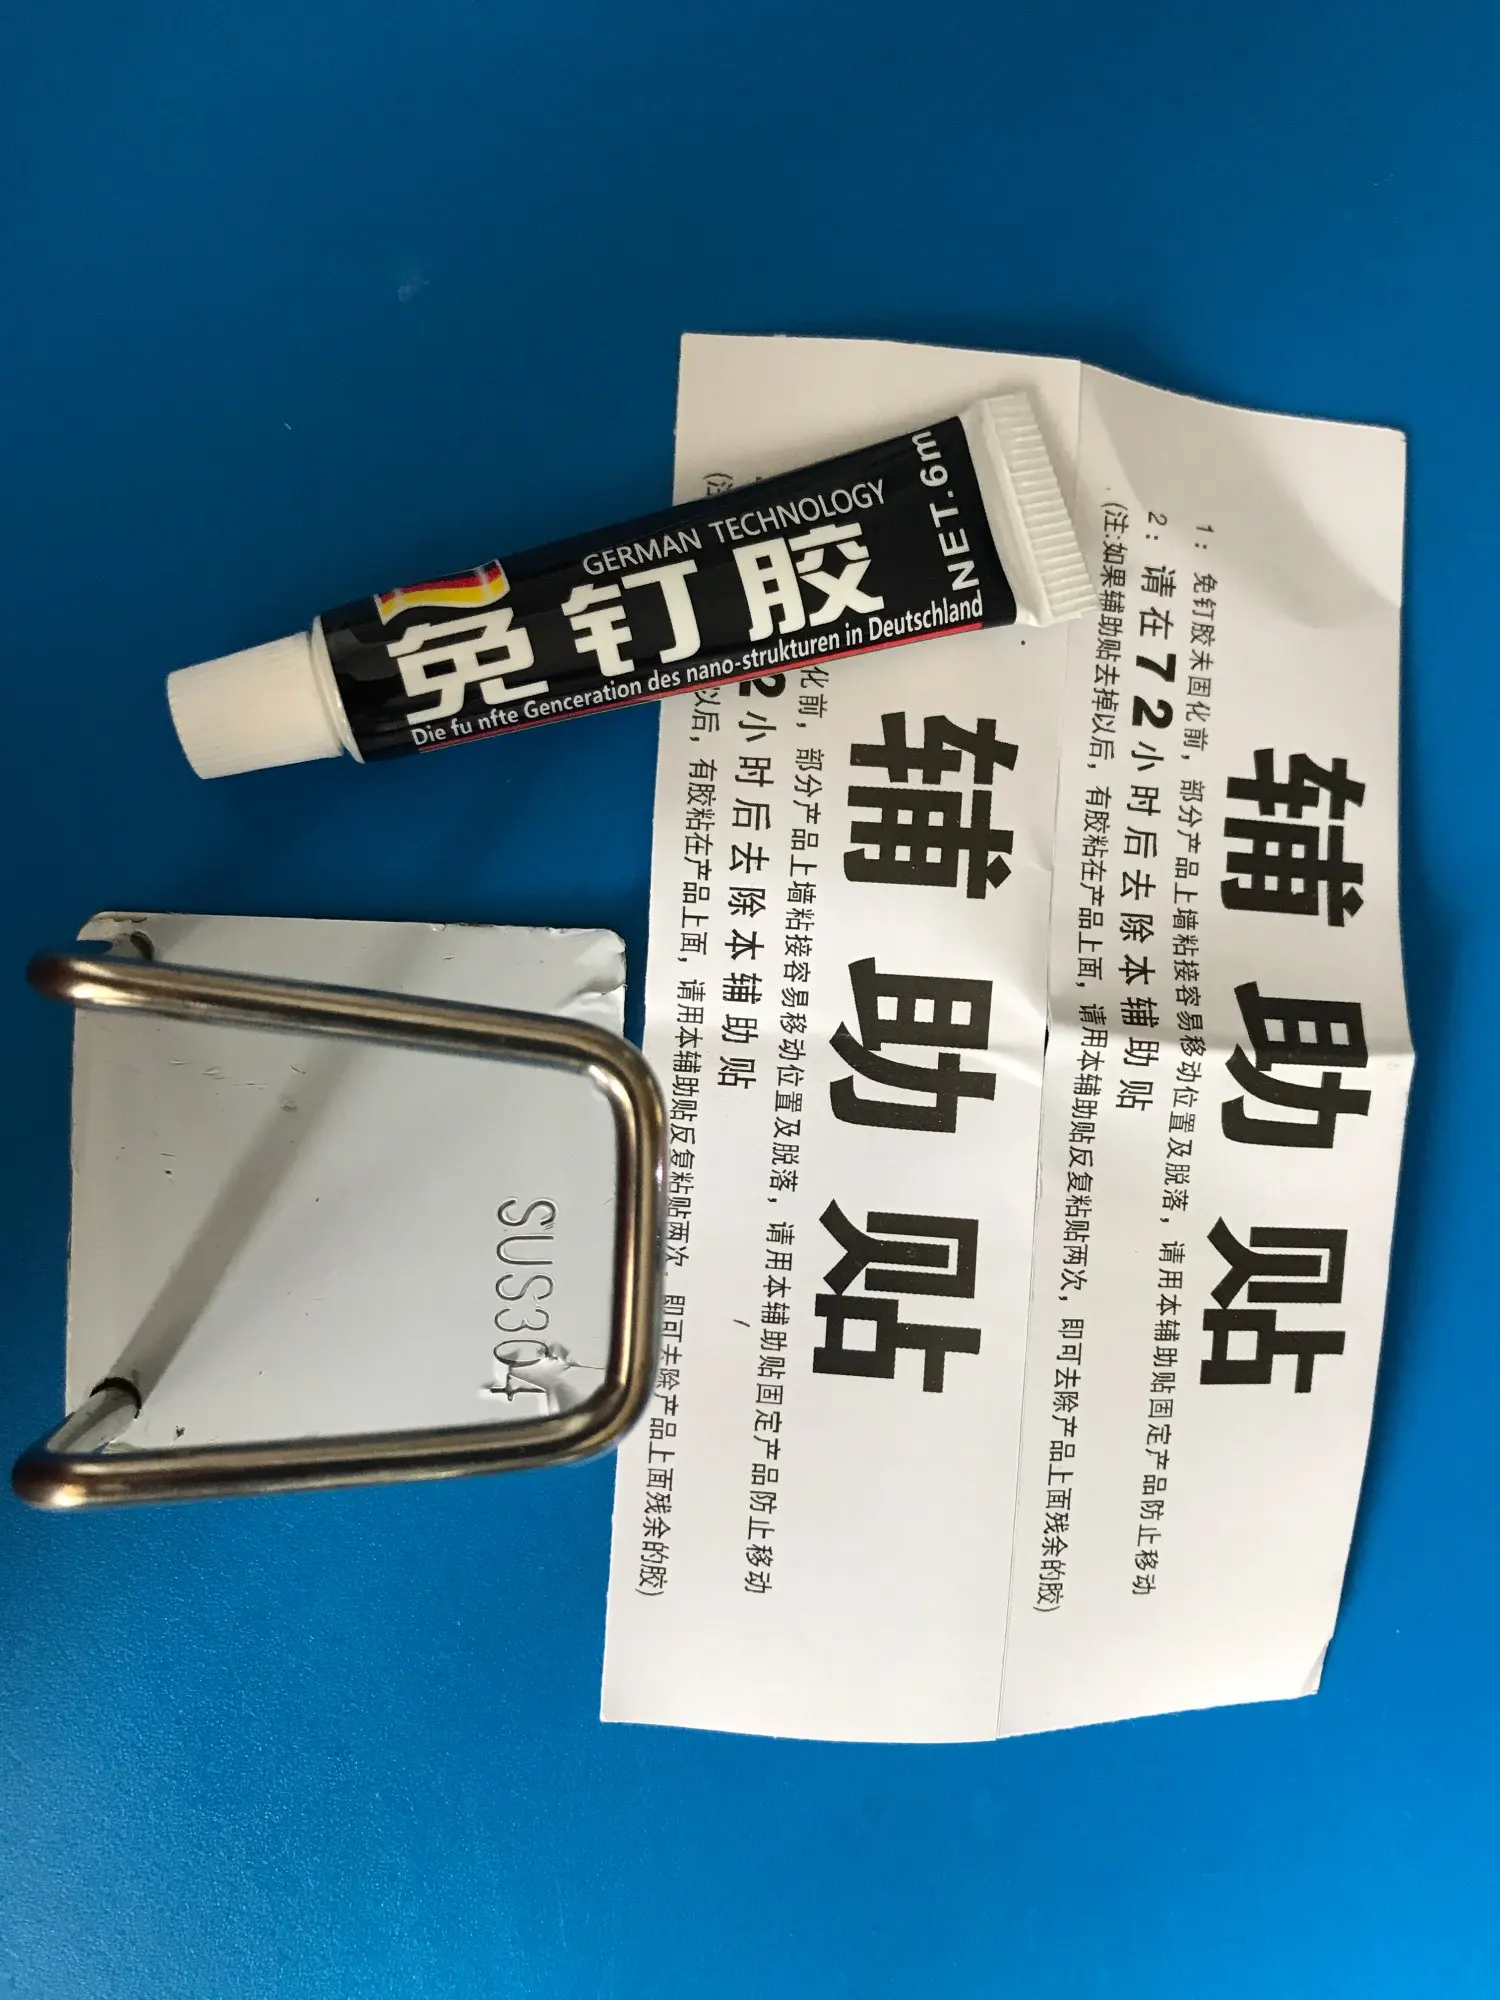 GERMAN TECHNOLOGY
免钉胶
Die fu nfte Genceration des nano-strukturen in Deutschland
NET.6m
辅助贴
1：免钉胶未固化前，部分产品上墙粘接容易移动位置及脱落，请用本辅助贴固定产品防止移动
2：请在72小时后去除本辅助贴
(注:如果辅助贴去掉以后，有胶粘在产品上面，请用本辅助贴反复粘贴两次，即可去除产品上面残余的胶)
辅助贴
化前，部分产品上墙粘接容易移动位置及脱落，请用本辅助贴固定产品防止移动
2小时后去除本辅助贴
(注 以后，有胶粘在产品上面，请用本辅助贴反复粘贴两次，即可去除产品上面残余的胶)
SUS304